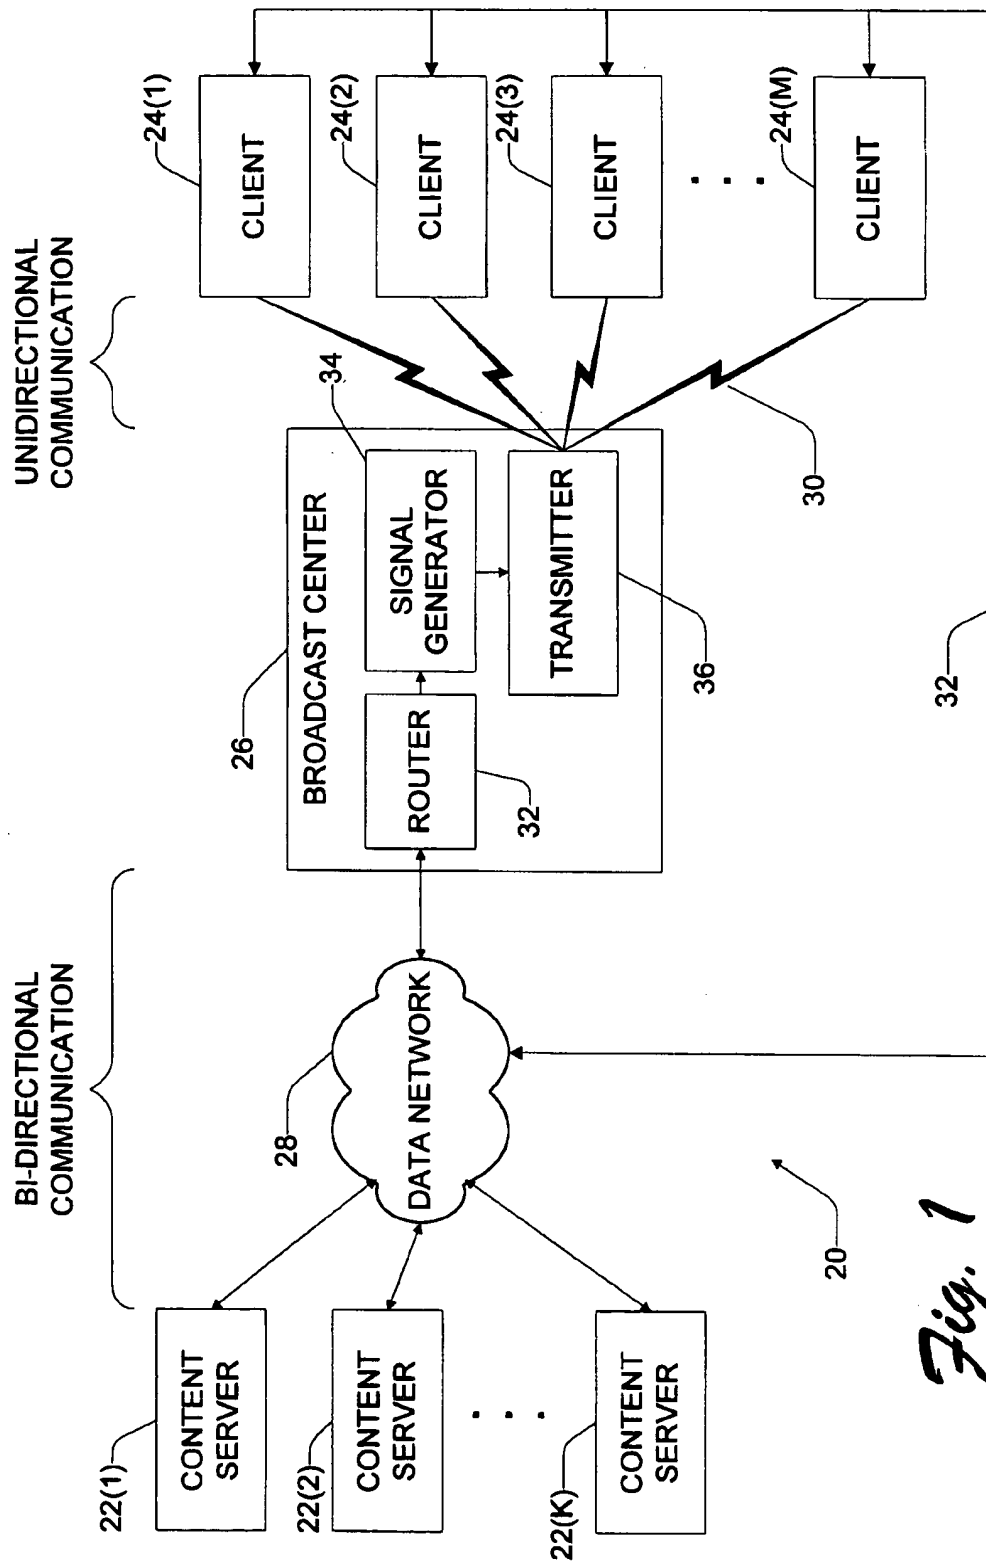 BI-DIRECTIONAL
COMMUNICATION
UNIDIRECTIONAL
COMMUNICATION
22(1)
CONTENT
SERVER
22(2)
CONTENT
SERVER
. . .
22(K)
CONTENT
SERVER
28
DATA NETWORK
26
BROADCAST CENTER
ROUTER
32
34
SIGNAL
GENERATOR
TRANSMITTER
36
30
24(1)
CLIENT
24(2)
CLIENT
24(3)
CLIENT
. . .
24(M)
CLIENT
20
32
Fig. 1